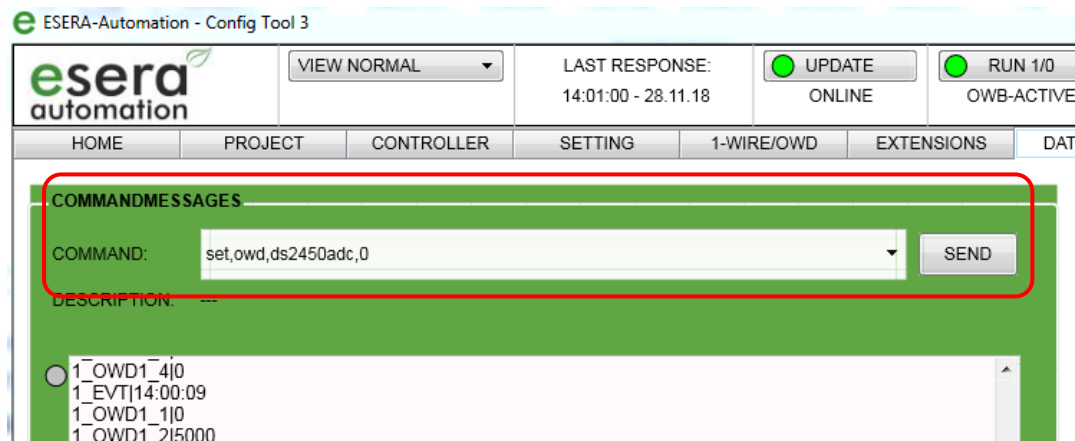 ESERA-Automation - Config Tool 3
esera automation
VIEW NORMAL
LAST RESPONSE:
14:01:00 - 28.11.18
UPDATE
ONLINE
RUN 1/0
OWB-ACTIVE
HOME PROJECT CONTROLLER SETTING 1-WIRE/OWD EXTENSIONS DAT
COMMANDMESSAGES
COMMAND: set,owd,ds2450adc,0 SEND
DESCRIPTION: ---
1_OWD1_4|0
1_EVT|14:00:09
1_OWD1_1|0
1_OWD1_2|5000